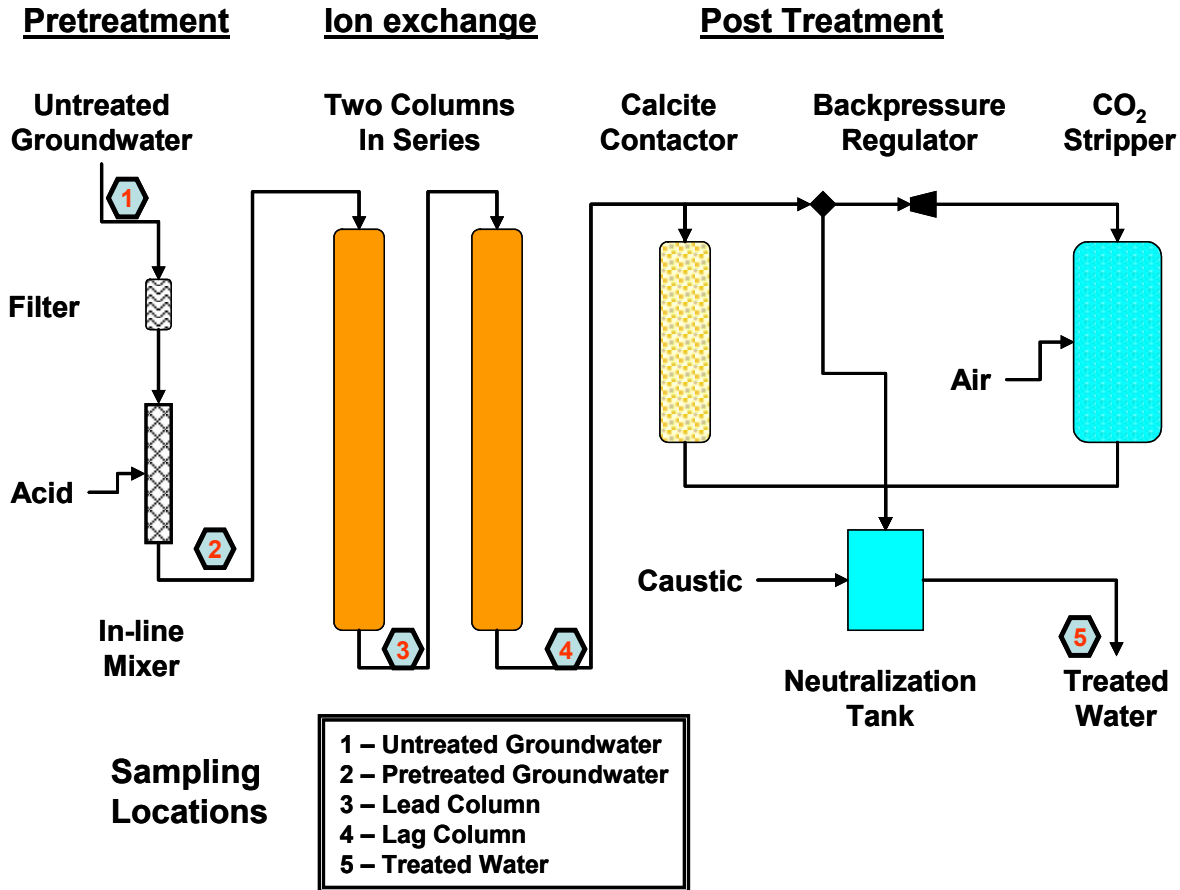 Pretreatment
Ion exchange
Post Treatment
Untreated
Groundwater
Two Columns
In Series
Calcite
Contactor
Backpressure
Regulator
CO₂
Stripper
1
Filter
Air
Acid
2
3
4
Caustic
5
In-line
Mixer
Neutralization
Tank
Treated
Water
Sampling
Locations
1 – Untreated Groundwater
2 – Pretreated Groundwater
3 – Lead Column
4 – Lag Column
5 – Treated Water